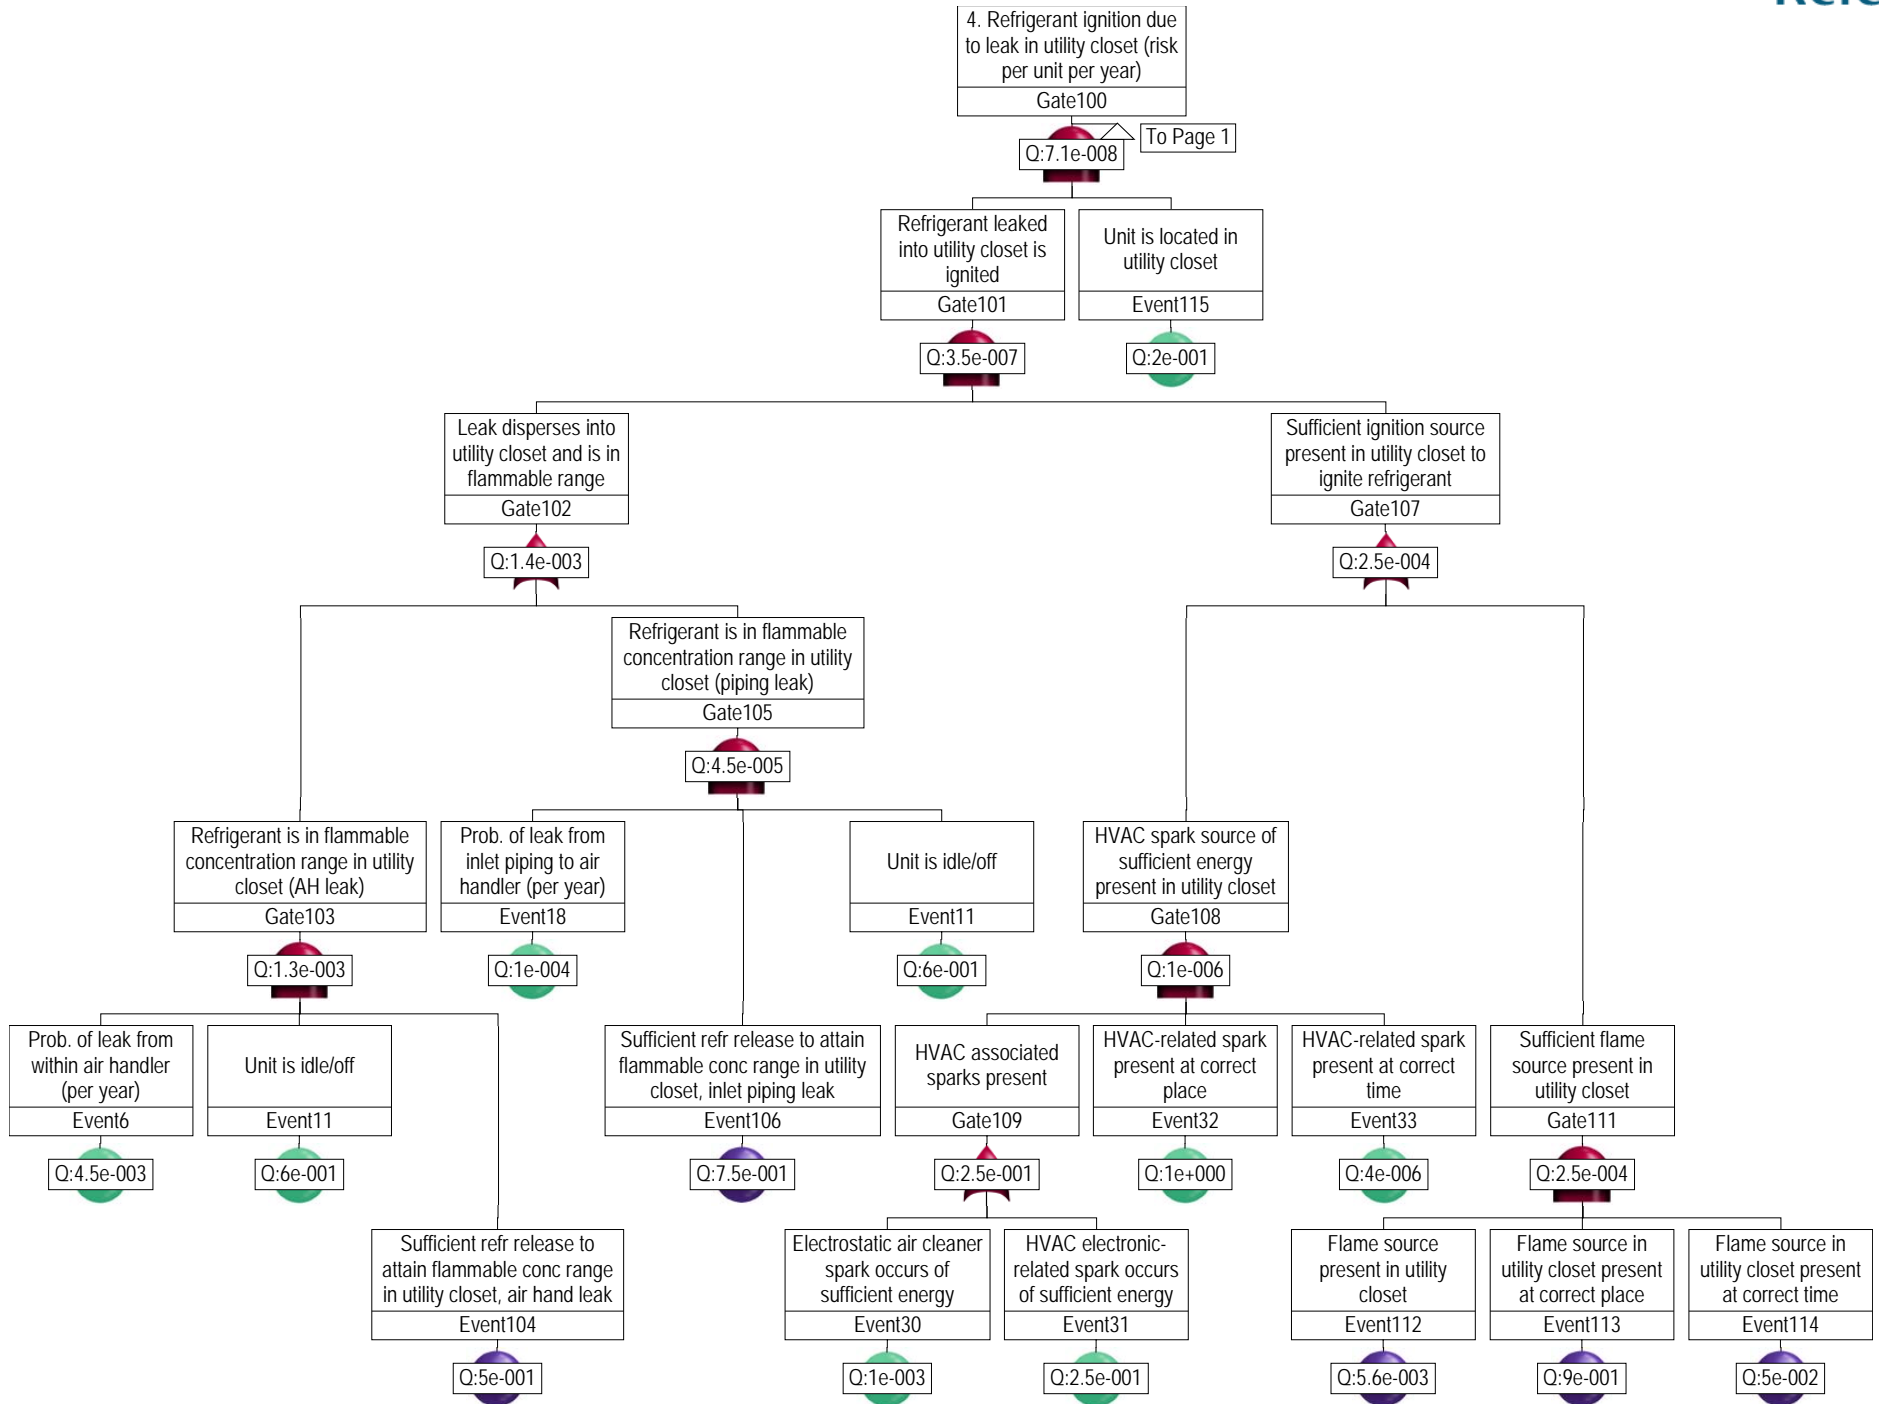 4. Refrigerant ignition due
to leak in utility closet (risk
per unit per year)
Gate100
To Page 1
Q:7.1e-008
Refrigerant leaked
into utility closet is
ignited
Gate101
Q:3.5e-007
Unit is located in
utility closet
Event115
Q:2e-001
Leak disperses into
utility closet and is in
flammable range
Gate102
Q:1.4e-003
Sufficient ignition source
present in utility closet to
ignite refrigerant
Gate107
Q:2.5e-004
Refrigerant is in flammable
concentration range in utility
closet (piping leak)
Gate105
Q:4.5e-005
Refrigerant is in flammable
concentration range in utility
closet (AH leak)
Gate103
Q:1.3e-003
Prob. of leak from
inlet piping to air
handler (per year)
Event18
Q:1e-004
Unit is idle/off
Event11
Q:6e-001
HVAC spark source of
sufficient energy
present in utility closet
Gate108
Q:1e-006
Prob. of leak from
within air handler
(per year)
Event6
Q:4.5e-003
Unit is idle/off
Event11
Q:6e-001
Sufficient refr release to attain
flammable conc range in utility
closet, inlet piping leak
Event106
Q:7.5e-001
HVAC associated
sparks present
Gate109
Q:2.5e-001
HVAC-related spark
present at correct
place
Event32
Q:1e+000
HVAC-related spark
present at correct
time
Event33
Q:4e-006
Sufficient flame
source present in
utility closet
Gate111
Q:2.5e-004
Sufficient refr release to
attain flammable conc range
in utility closet, air hand leak
Event104
Q:5e-001
Electrostatic air cleaner
spark occurs of
sufficient energy
Event30
Q:1e-003
HVAC electronic-
related spark occurs
of sufficient energy
Event31
Q:2.5e-001
Flame source
present in utility
closet
Event112
Q:5.6e-003
Flame source in
utility closet present
at correct place
Event113
Q:9e-001
Flame source in
utility closet present
at correct time
Event114
Q:5e-002